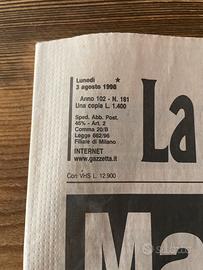 Lunedì
3 agosto 1998
Anno 102 - N. 181
Una copia L. 1.400
Sped. Abb. Post.
45% - Art. 2
Comma 20/B
Legge 662/96
Filiale di Milano
INTERNET
www.gazzetta.it
Con VHS L. 12.900
La
Ma